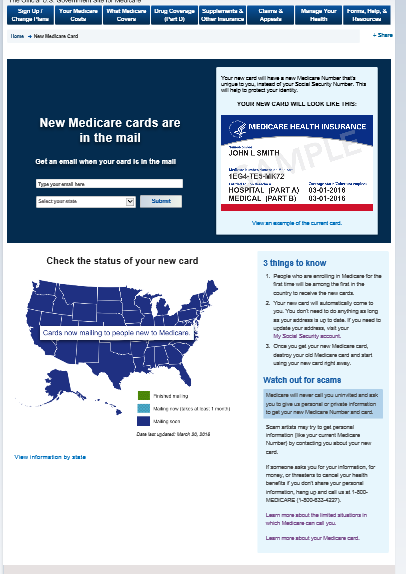 The Official U.S. Government Site for Medicare
Sign Up / Change Plans
Your Medicare Costs
What Medicare Covers
Drug Coverage (Part D)
Supplements & Other Insurance
Claims & Appeals
Manage Your Health
Forms, Help, & Resources
Home → New Medicare Card
+ Share
New Medicare cards are
in the mail
Get an email when your card is in the mail
Type your email here
Select your state
Submit
Your new card will have a new Medicare Number that's
unique to you, instead of your Social Security Number. This
will help to protect your identity.
YOUR NEW CARD WILL LOOK LIKE THIS:
MEDICARE HEALTH INSURANCE
SAMPLE
JOHN L SMITH
1EG4-TE5-MK72
HOSPITAL (PART A) 03-01-2016
MEDICAL (PART B) 03-01-2016
View an example of the current card.
Check the status of your new card
Cards now mailing to people new to Medicare.
Finished mailing
Mailing now (takes at least 1 month)
Mailing soon
Date last updated: March 30, 2018
View information by state
3 things to know
1. People who are enrolling in Medicare for the
first time will be among the first in the
country to receive the new cards.
2. Your new card will automatically come to
you. You don't need to do anything as long
as your address is up to date. If you need to
update your address, visit your
My Social Security account.
3. Once you get your new Medicare card,
destroy your old Medicare card and start
using your new card right away.
Watch out for scams
Medicare will never call you uninvited and ask
you to give us personal or private information
to get your new Medicare Number and card.
Scam artists may try to get personal
information (like your current Medicare
Number) by contacting you about your new
card.
If someone asks you for your information, for
money, or threatens to cancel your health
benefits if you don't share your personal
information, hang up and call us at 1-800-
MEDICARE (1-800-633-4227).
Learn more about the limited situations in
which Medicare can call you.
Learn more about your Medicare card.